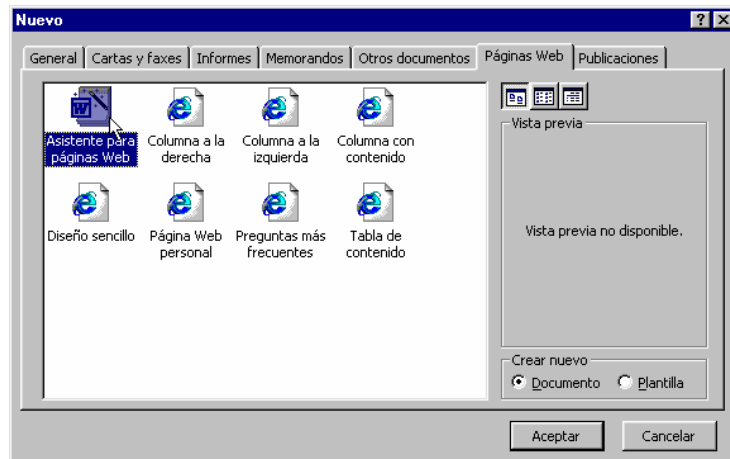 Nuevo
General Cartas y faxes Informes Memorandos Otros documentos Páginas Web Publicaciones
Asistente para
páginas Web
Columna a la
derecha
Columna a la
izquierda
Columna con
contenido
Diseño sencillo
Página Web
personal
Preguntas más
frecuentes
Tabla de
contenido
Vista previa
Vista previa no disponible.
Crear nuevo
Documento Plantilla
Aceptar Cancelar